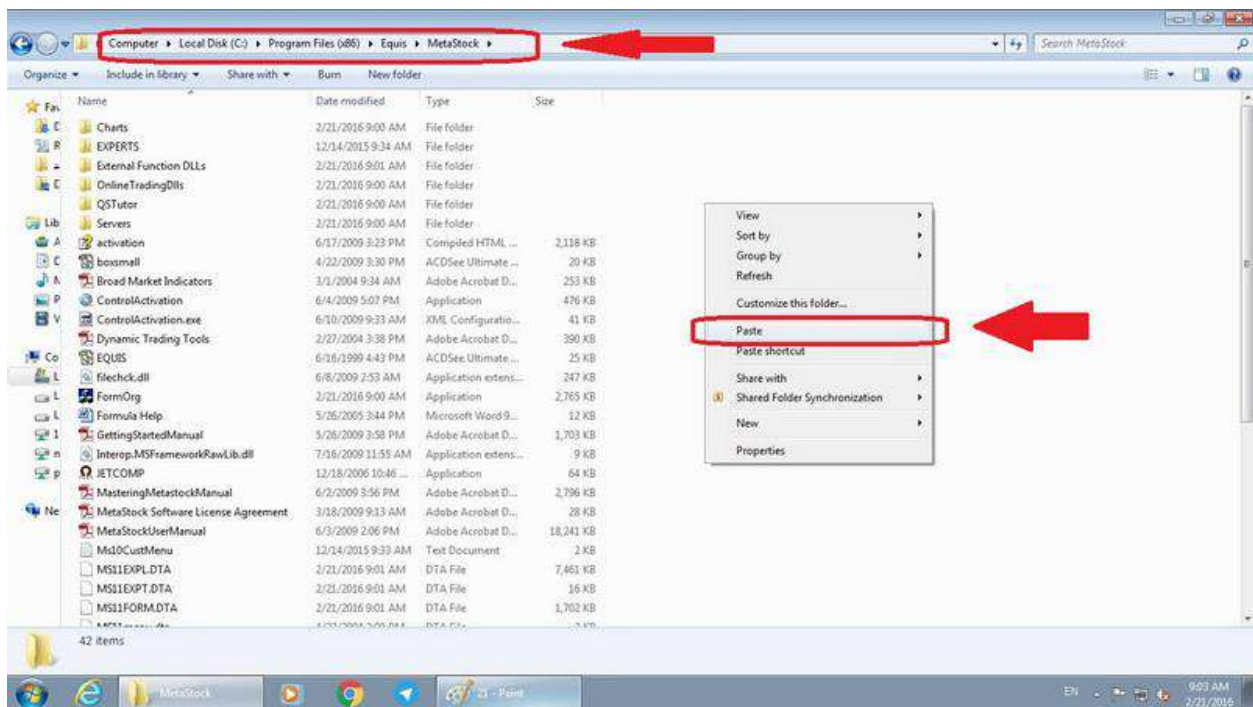 Computer ▸ Local Disk (C:) ▸ Program Files (x86) ▸ Equis ▸ MetaStock ▸
Search MetaStock
Organize Include in library Share with Burn New folder
Name Date modified Type Size
Charts 2/21/2016 9:00 AM File folder
EXPERTS 12/14/2015 9:34 AM File folder
External Function DLLs 2/21/2016 9:01 AM File folder
OnlineTradingDlls 2/21/2016 9:00 AM File folder
QSTutor 2/21/2016 9:00 AM File folder
Servers 2/21/2016 9:00 AM File folder
activation 6/17/2009 3:23 PM Compiled HTML ... 2,118 KB
boxsmall 4/22/2009 3:30 PM ACDSee Ultimate ... 20 KB
Broad Market Indicators 3/1/2004 9:34 AM Adobe Acrobat D... 253 KB
ControlActivation 6/4/2009 5:07 PM Application 476 KB
ControlActivation.exe 6/10/2009 9:33 AM XML Configuratio... 41 KB
Dynamic Trading Tools 2/27/2004 3:38 PM Adobe Acrobat D... 390 KB
EQUIS 6/16/1999 4:43 PM ACDSee Ultimate ... 25 KB
filechck.dll 6/8/2009 2:53 AM Application extens... 247 KB
FormOrg 2/21/2016 9:00 AM Application 2,765 KB
Formula Help 5/26/2005 3:44 PM Microsoft Word 9... 12 KB
GettingStartedManual 5/26/2009 3:58 PM Adobe Acrobat D... 1,703 KB
Interop.MSFrameworkRawLib.dll 7/16/2009 11:55 AM Application extens... 9 KB
JETCOMP 12/18/2006 10:46 ... Application 64 KB
MasteringMetastockManual 6/2/2009 3:56 PM Adobe Acrobat D... 2,796 KB
MetaStock Software License Agreement 3/18/2009 9:13 AM Adobe Acrobat D... 28 KB
MetaStockUserManual 6/3/2009 2:06 PM Adobe Acrobat D... 18,241 KB
Ms10CustMenu 12/14/2015 9:33 AM Text Document 2 KB
MS11EXPL.DTA 2/21/2016 9:01 AM DTA File 7,461 KB
MS11EXPT.DTA 2/21/2016 9:01 AM DTA File 16 KB
MS11FORM.DTA 2/21/2016 9:01 AM DTA File 1,702 KB
Fav
Lib
Co
Ne
View
Sort by
Group by
Refresh
Customize this folder...
Paste
Paste shortcut
Share with
Shared Folder Synchronization
New
Properties
42 items
MetaStock
21 - Paint
EN
9:03 AM
2/21/2016